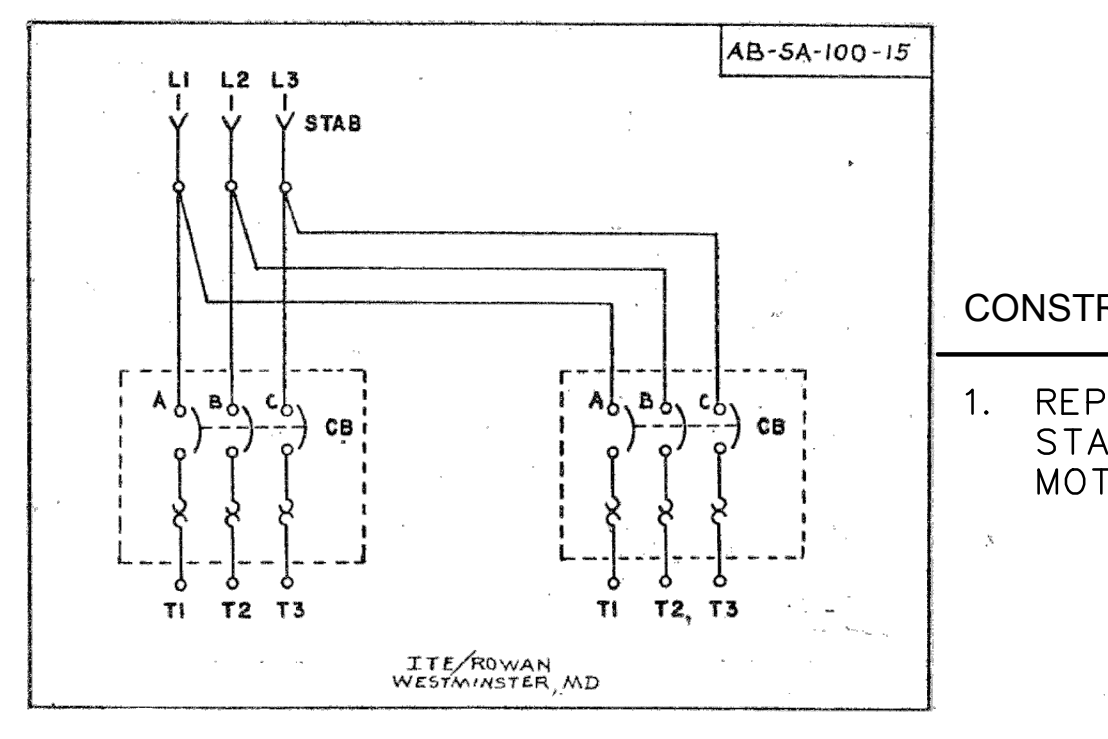 AB-SA-100-15
L1 L2 L3
STAB
A B C CB
A B C CB
T1 T2 T3
T1 T2, T3
ITE/ROWAN
WESTMINSTER, MD
CONSTR
1. REP
STA
MOT